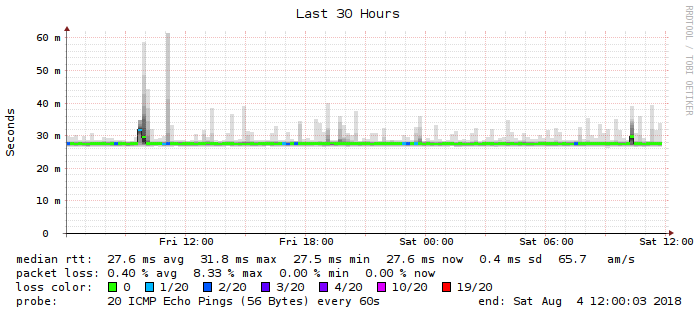 Last 30 Hours
RRDTOOL / TOBI OETIKER
Seconds
60 m
50 m
40 m
30 m
20 m
10 m
0
Fri 12:00 Fri 18:00 Sat 00:00 Sat 06:00 Sat 12:00
median rtt: 27.6 ms avg 31.8 ms max 27.5 ms min 27.6 ms now 0.4 ms sd 65.7 am/s
packet loss: 0.40 % avg 8.33 % max 0.00 % min 0.00 % now
loss color: 0 1/20 2/20 3/20 4/20 10/20 19/20
probe: 20 ICMP Echo Pings (56 Bytes) every 60s end: Sat Aug 4 12:00:03 2018